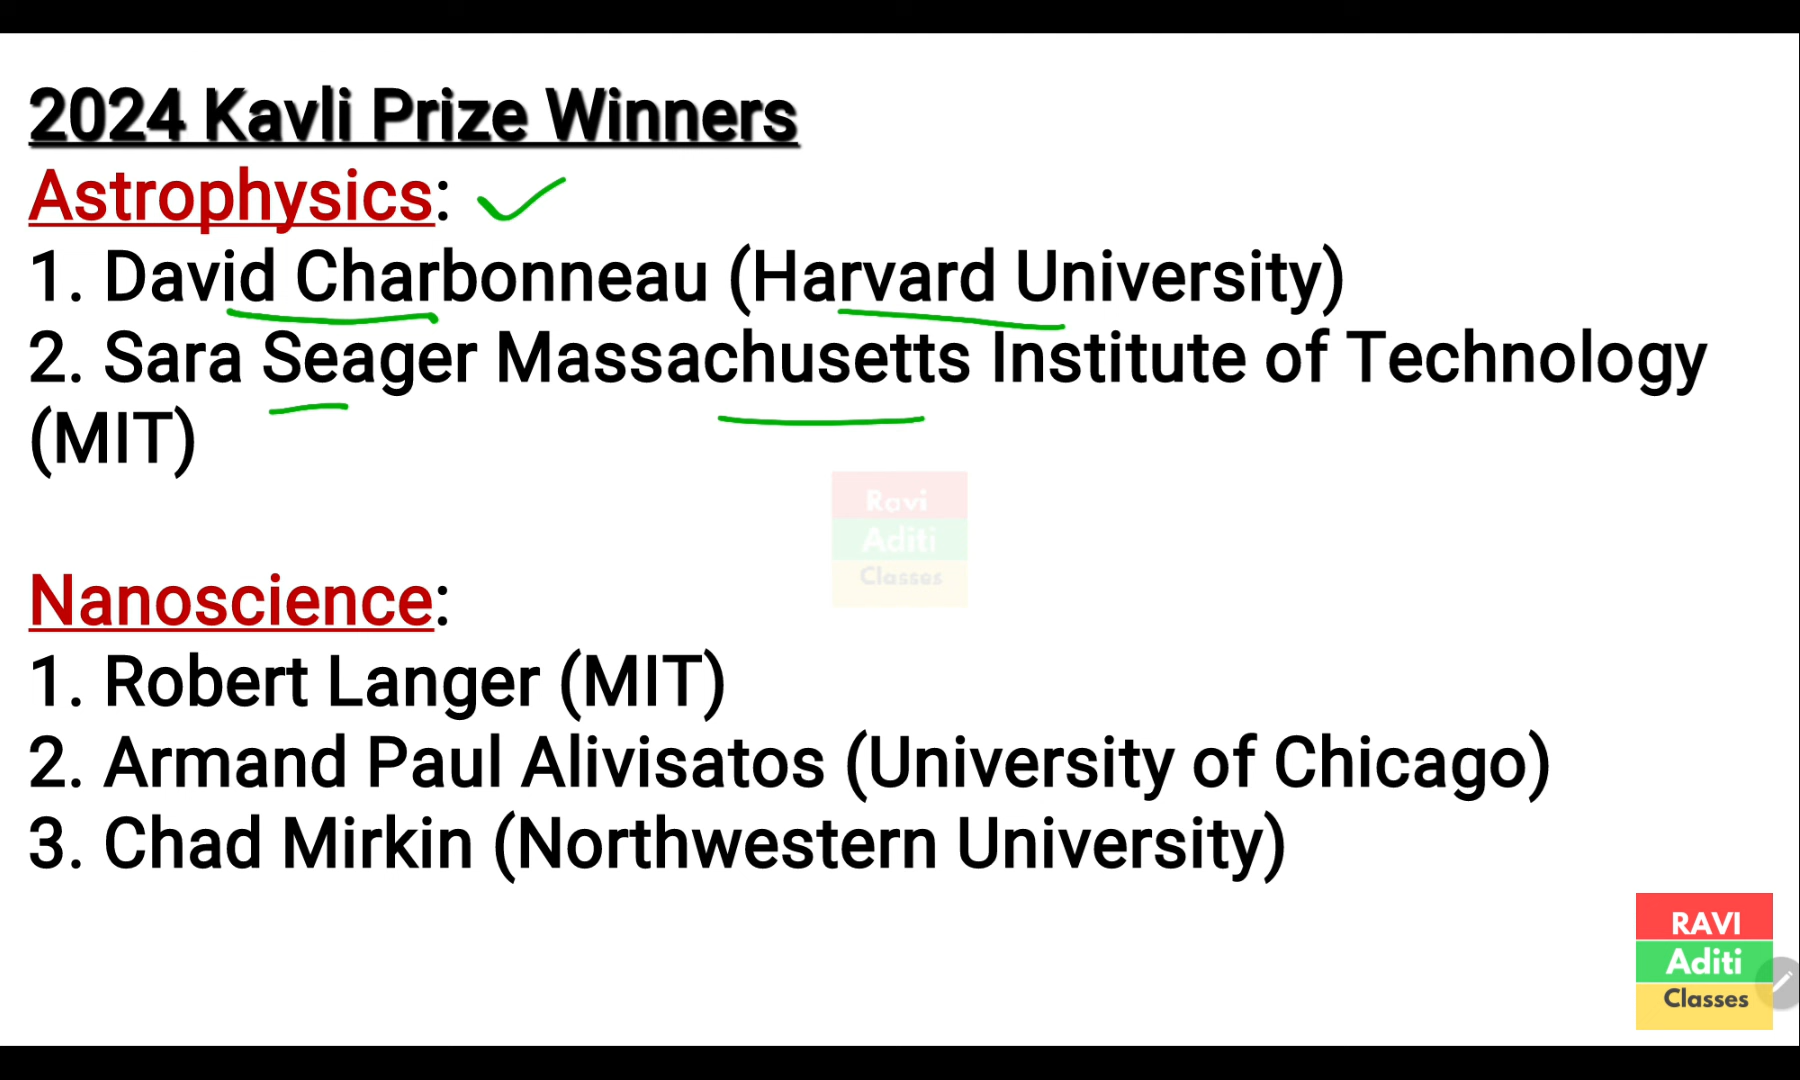 2024 Kavli Prize Winners
Astrophysics:
1. David Charbonneau (Harvard University)
2. Sara Seager Massachusetts Institute of Technology
(MIT)
Ravi
Aditi
Classes
Nanoscience:
1. Robert Langer (MIT)
2. Armand Paul Alivisatos (University of Chicago)
3. Chad Mirkin (Northwestern University)
RAVI
Aditi
Classes